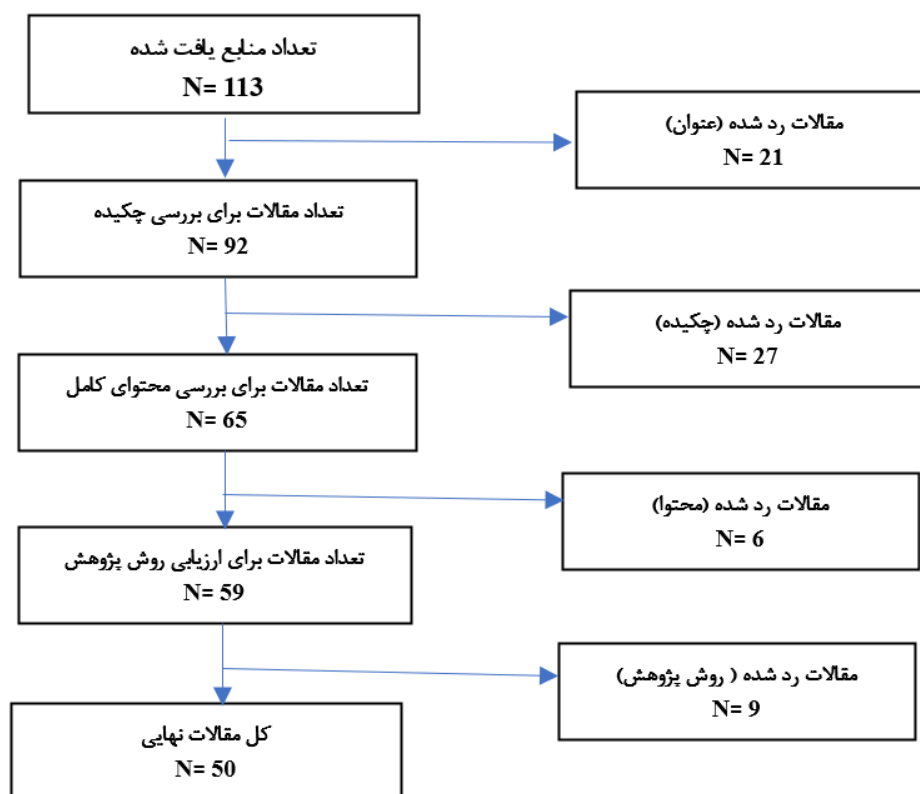 تعداد منابع یافت شده
N= 113
مقالات رد شده (عنوان)
N= 21
تعداد مقالات برای بررسی چکیده
N= 92
مقالات رد شده (چکیده)
N= 27
تعداد مقالات برای بررسی محتوای کامل
N= 65
مقالات رد شده (محتوا)
N= 6
تعداد مقالات برای ارزیابی روش پژوهش
N= 59
مقالات رد شده ( روش پژوهش)
N= 9
کل مقالات نهایی
N= 50